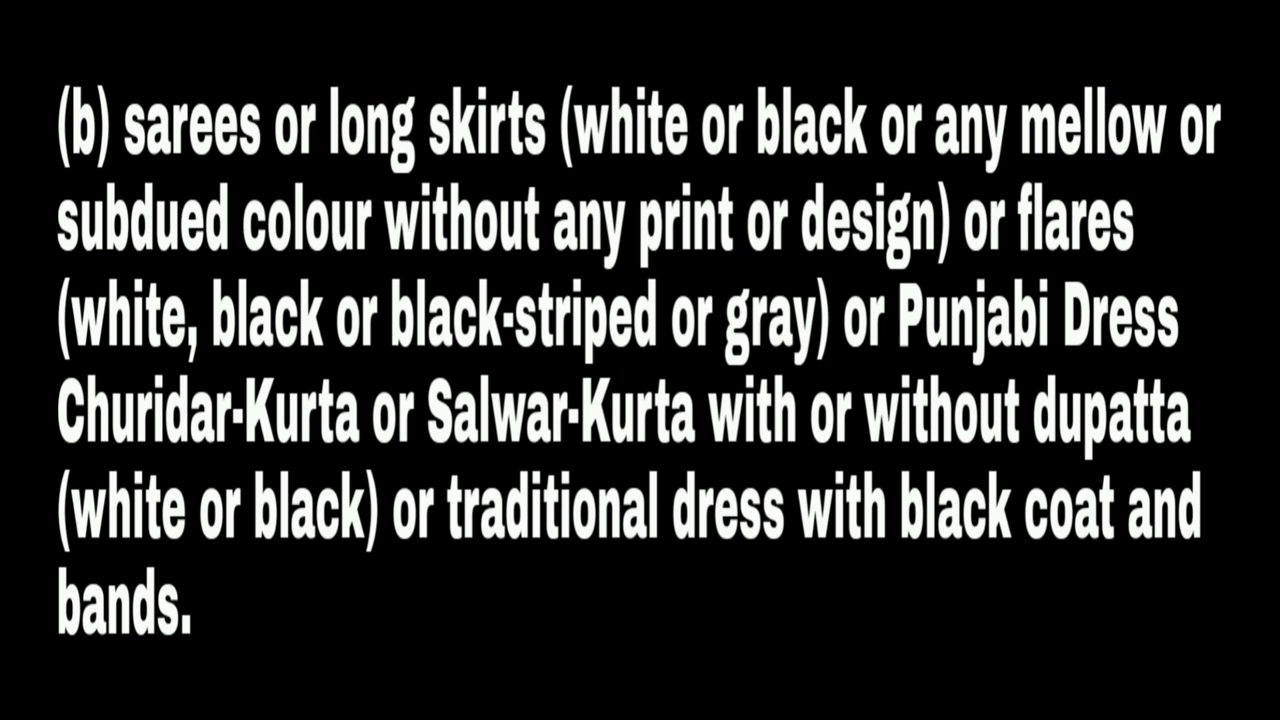 (b) sarees or long skirts (white or black or any mellow or
subdued colour without any print or design) or flares
(white, black or black-striped or gray) or Punjabi Dress
Churidar-Kurta or Salwar-Kurta with or without dupatta
(white or black) or traditional dress with black coat and
bands.